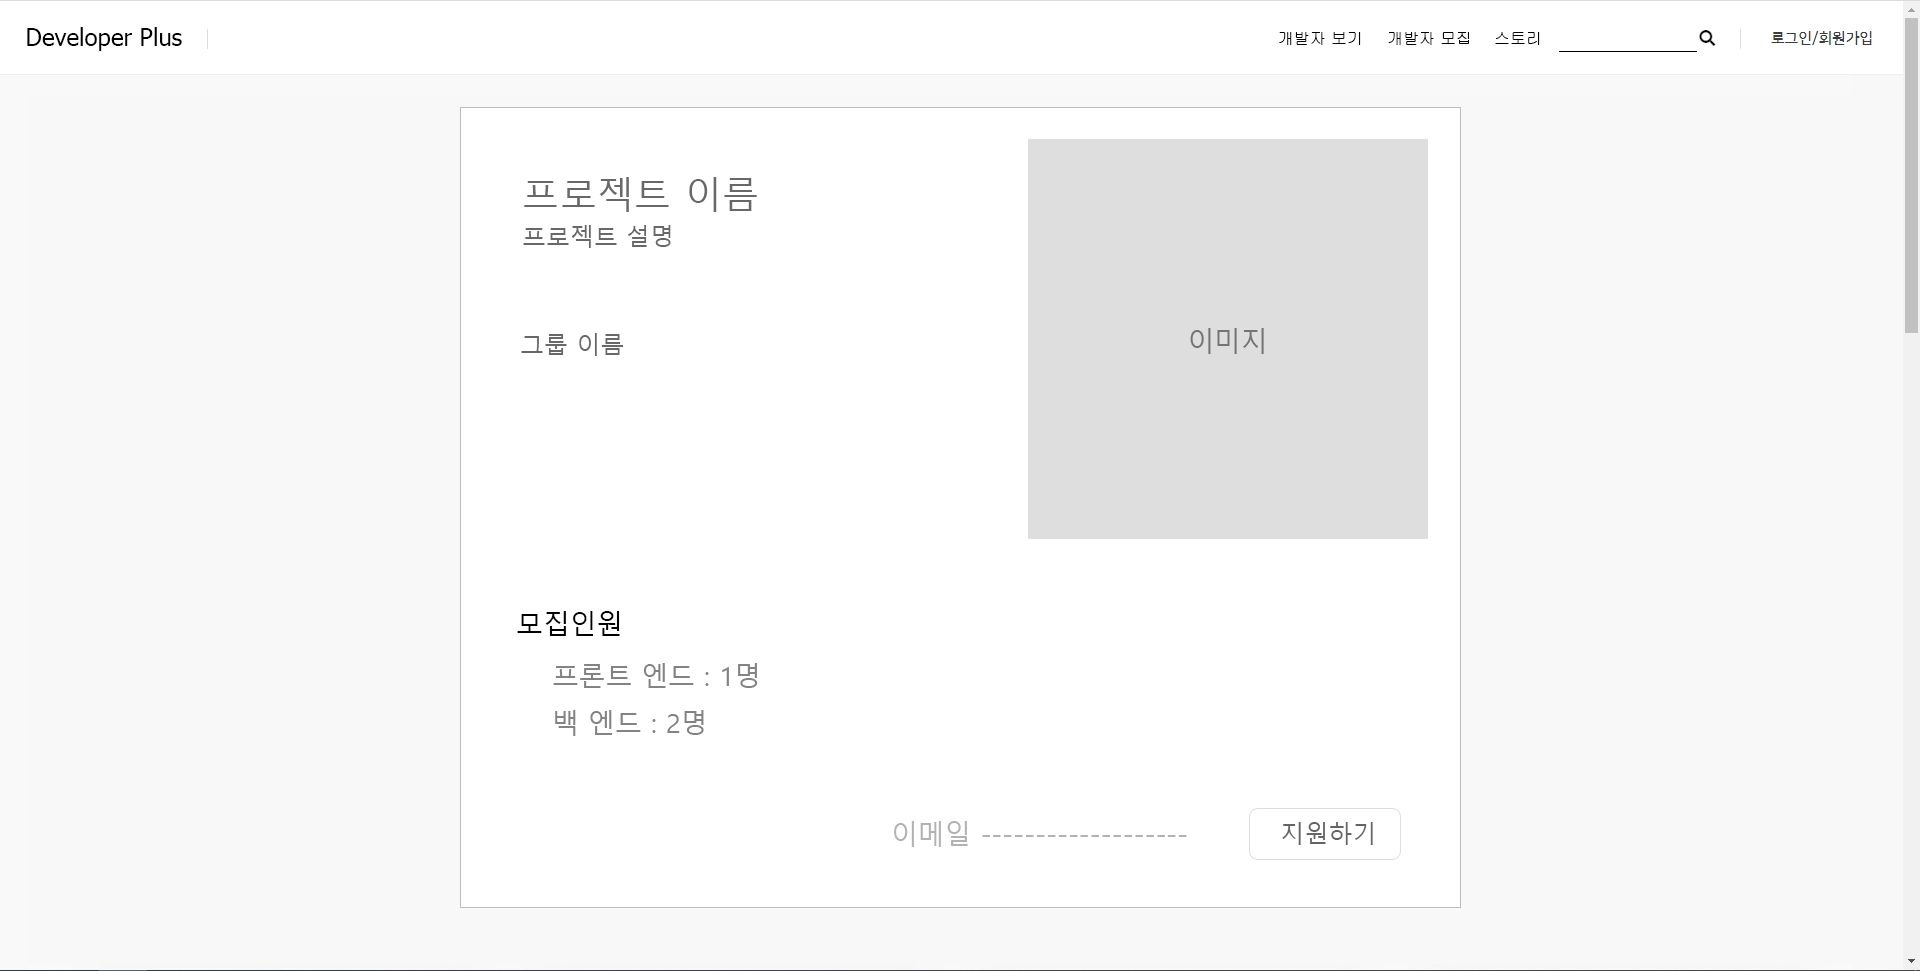 Developer Plus
개발자 보기 개발자 모집 스토리 로그인/회원가입
프로젝트 이름
프로젝트 설명
그룹 이름
이미지
모집인원
프론트 엔드 : 1명
백 엔드 : 2명
이메일 -------------------
지원하기